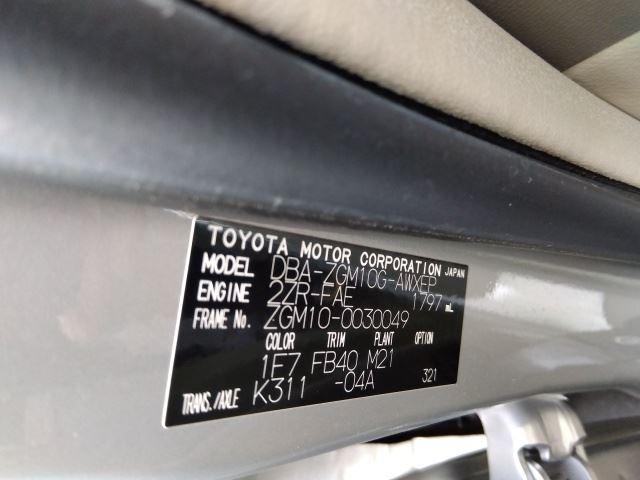 TOYOTA MOTOR CORPORATION JAPAN
MODEL DBA-ZGM10G-AWXEP
ENGINE 2ZR-FAE 1797 mL
FRAME No. ZGM10-0030049
COLOR TRIM PLANT OPTION
1F7 FB40 M21 321
TRANS./AXLE K311 -04A